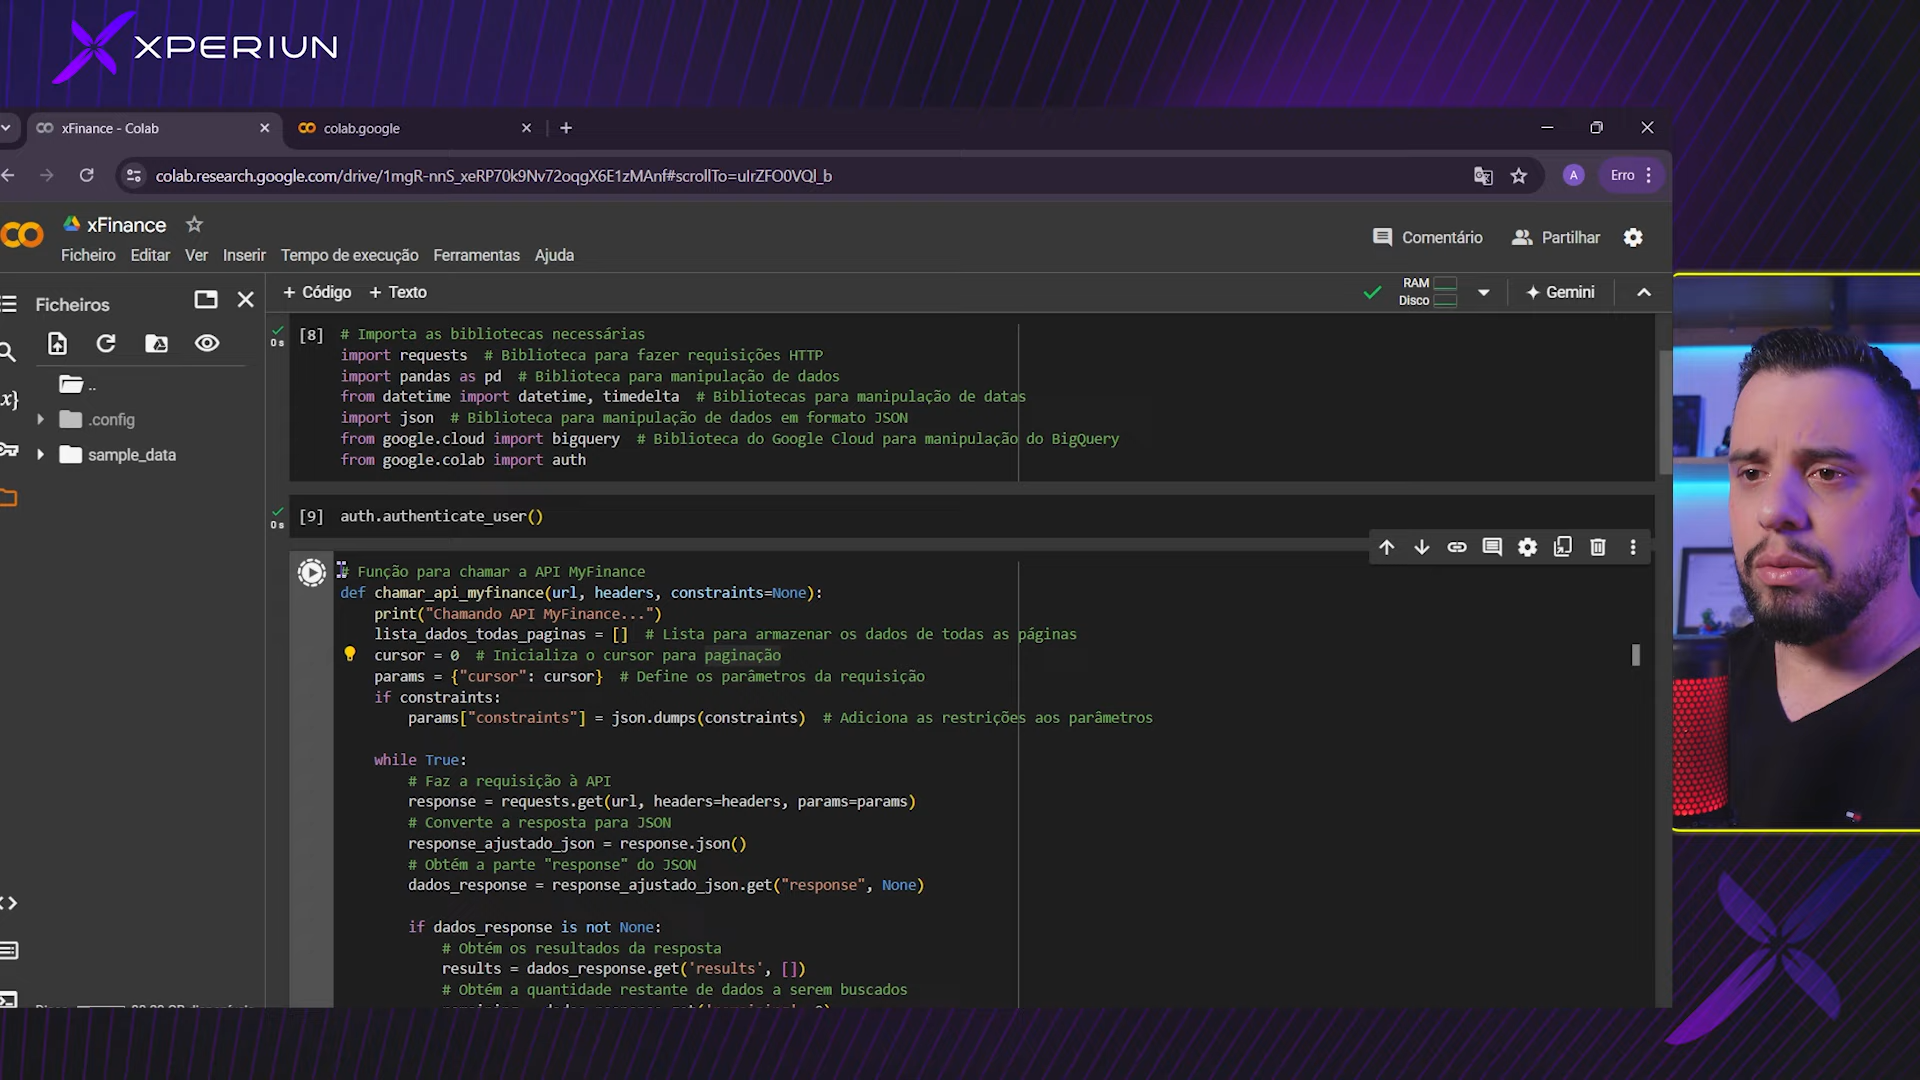 XPERIUN
xFinance - Colab
colab.google
colab.research.google.com/drive/1mgR-nnS_xeRP70k9Nv72oqgX6E1zMAnf#scrollTo=uIrZFO0VQl_b
A
Erro
xFinance
Ficheiro Editar Ver Inserir Tempo de execução Ferramentas Ajuda
Comentário
Partilhar
Ficheiros
+ Código + Texto
RAM
Disco
Gemini
..
.config
sample_data
0 s
[8]
# Importa as bibliotecas necessárias
import requests  # Biblioteca para fazer requisições HTTP
import pandas as pd  # Biblioteca para manipulação de dados
from datetime import datetime, timedelta  # Bibliotecas para manipulação de datas
import json  # Biblioteca para manipulação de dados em formato JSON
from google.cloud import bigquery  # Biblioteca do Google Cloud para manipulação do BigQuery
from google.colab import auth
0 s
[9] auth.authenticate_user()
# Função para chamar a API MyFinance
def chamar_api_myfinance(url, headers, constraints=None):
print("Chamando API MyFinance...")
lista_dados_todas_paginas = []  # Lista para armazenar os dados de todas as páginas
cursor = 0  # Inicializa o cursor para paginação
params = {"cursor": cursor}  # Define os parâmetros da requisição
if constraints:
params["constraints"] = json.dumps(constraints)  # Adiciona as restrições aos parâmetros
while True:
# Faz a requisição à API
response = requests.get(url, headers=headers, params=params)
# Converte a resposta para JSON
response_ajustado_json = response.json()
# Obtém a parte "response" do JSON
dados_response = response_ajustado_json.get("response", None)
if dados_response is not None:
# Obtém os resultados da resposta
results = dados_response.get('results', [])
# Obtém a quantidade restante de dados a serem buscados